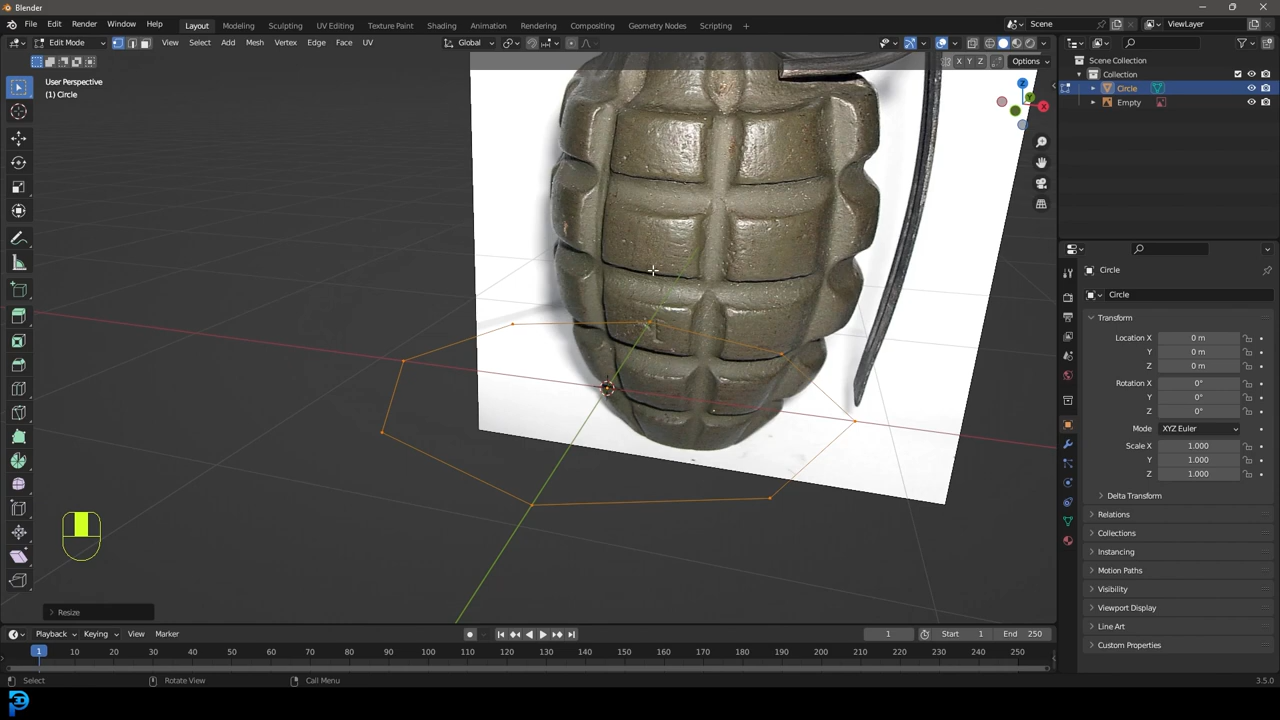 Blender
File Edit Render Window Help Layout Modeling Sculpting UV Editing Texture Paint Shading Animation Rendering Compositing Geometry Nodes Scripting Scene ViewLayer
Edit Mode View Select Add Mesh Vertex Edge Face UV Global
X Y Z Options
User Perspective
(1) Circle
Scene Collection
Collection
Circle
Empty
Z
X
Y
Circle
Circle
Transform
Location X 0 m
Y 0 m
Z 0 m
Rotation X 0°
Y 0°
Z 0°
Mode XYZ Euler
Scale X 1.000
Y 1.000
Z 1.000
Delta Transform
Relations
Collections
Instancing
Motion Paths
Visibility
Viewport Display
Line Art
Custom Properties
Resize
Playback Keying View Marker 1 Start 1 End 250
1 10 20 30 40 50 60 70 80 90 100 110 120 130 140 150 160 170 180 190 200 210 220 230 240 250
Select Rotate View Call Menu 3.5.0